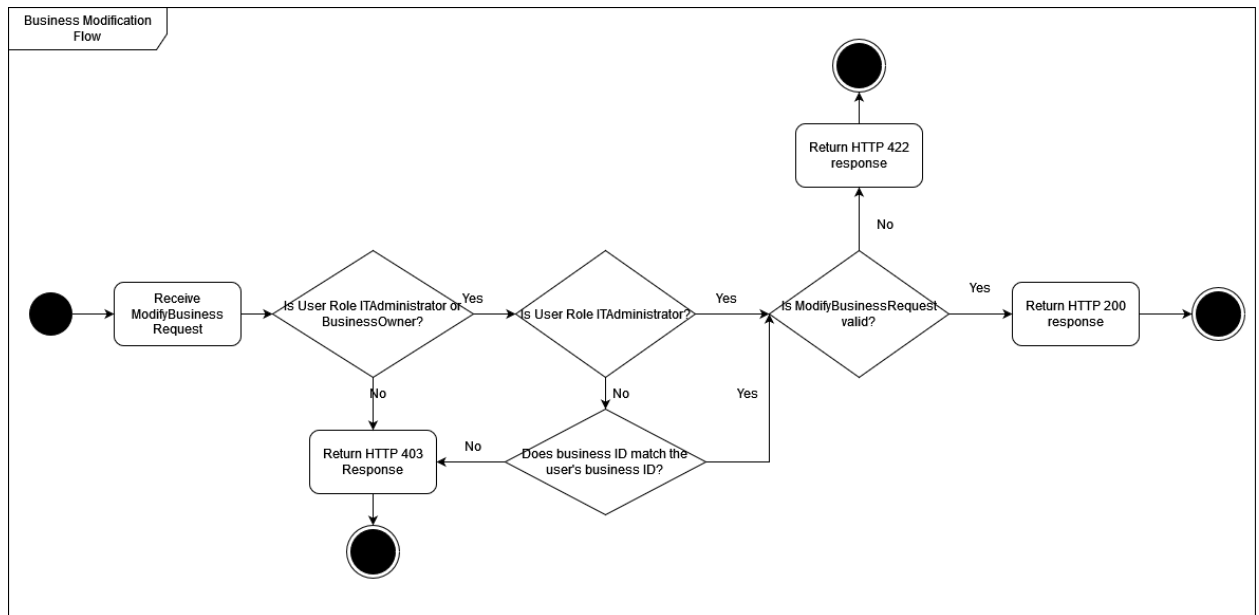 Business Modification
Flow
Return HTTP 422
response
No
Receive
ModifyBusiness
Request
Is User Role ITAdministrator or
BusinessOwner?
Yes
Is User Role ITAdministrator?
Yes
Is ModifyBusinessRequest
valid?
Yes
Return HTTP 200
response
No
No
Yes
Return HTTP 403
Response
No
Does business ID match the
user's business ID?